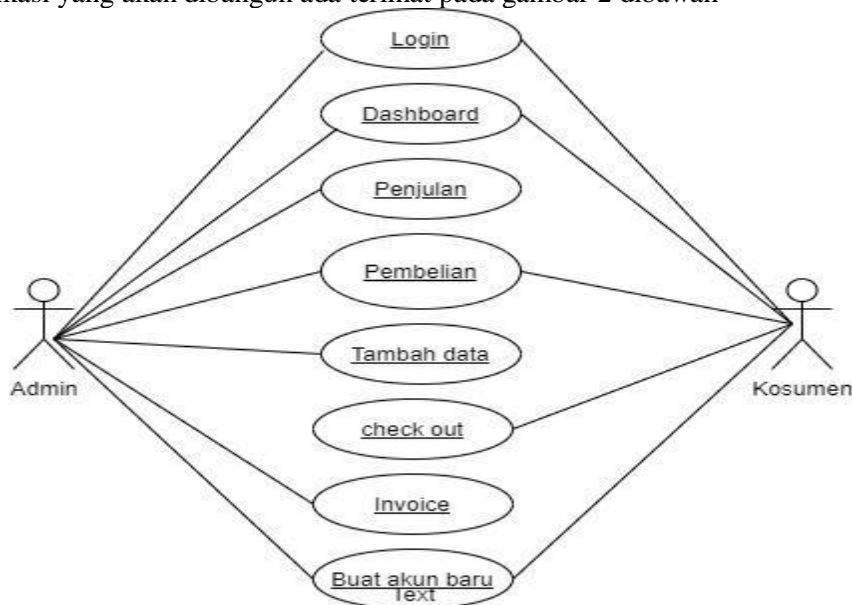 yang akan dibangun ada terlihat pada gambar 2 dibawah
Login
Dashboard
Penjulan
Pembelian
Tambah data
Admin
Kosumen
check out
Invoice
Buat akun baru
Text